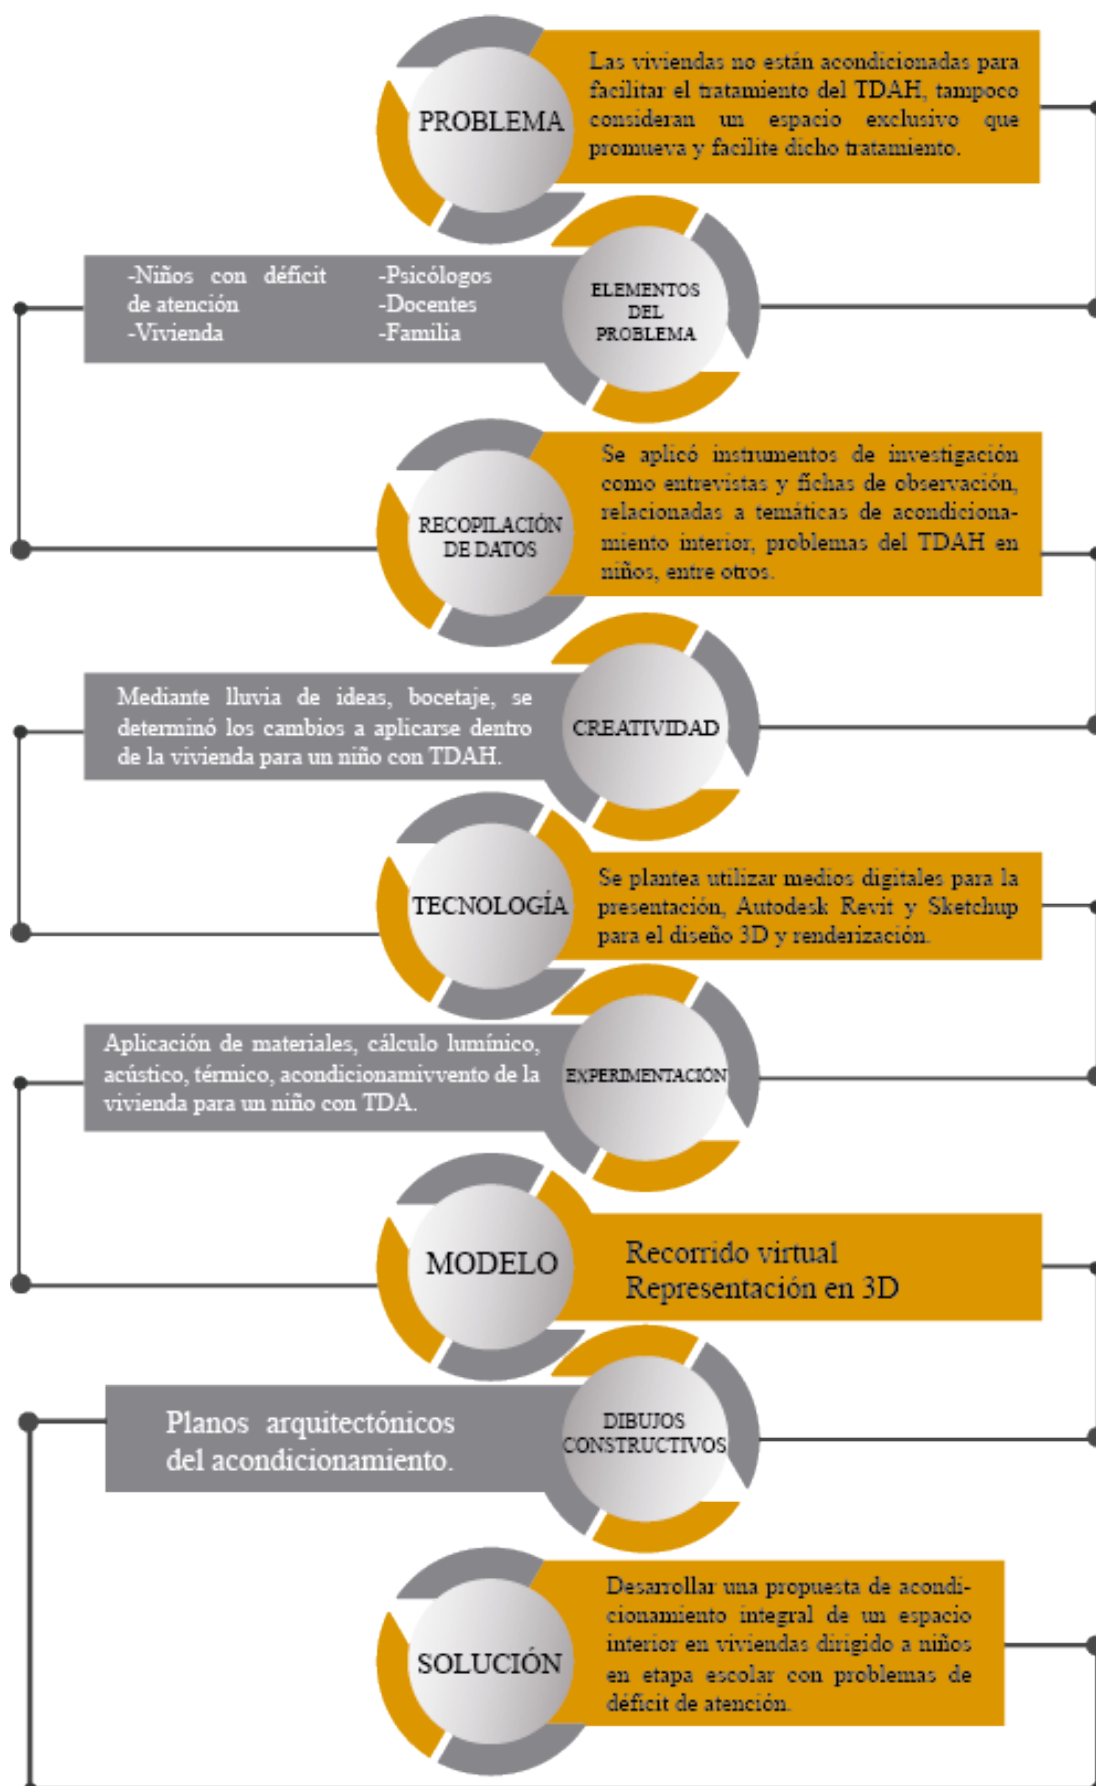 PROBLEMA
Las viviendas no están acondicionadas para
facilitar el tratamiento del TDAH, tampoco
consideran un espacio exclusivo que
promueva y facilite dicho tratamiento.
ELEMENTOS
DEL
PROBLEMA
-Niños con déficit
de atención
-Vivienda
-Psicólogos
-Docentes
-Familia
RECOPILACIÓN
DE DATOS
Se aplicó instrumentos de investigación
como entrevistas y fichas de observación,
relacionadas a temáticas de acondiciona-
miento interior, problemas del TDAH en
niños, entre otros.
CREATIVIDAD
Mediante lluvia de ideas, bocetaje, se
determinó los cambios a aplicarse dentro
de la vivienda para un niño con TDAH.
TECNOLOGÍA
Se plantea utilizar medios digitales para la
presentación, Autodesk Revit y Sketchup
para el diseño 3D y renderización.
EXPERIMENTACIÓN
Aplicación de materiales, cálculo lumínico,
acústico, térmico, acondicionamivvento de la
vivienda para un niño con TDA.
MODELO
Recorrido virtual
Representación en 3D
DIBUJOS
CONSTRUCTIVOS
Planos arquitectónicos
del acondicionamiento.
SOLUCIÓN
Desarrollar una propuesta de acondi-
cionamiento integral de un espacio
interior en viviendas dirigido a niños
en etapa escolar con problemas de
déficit de atención.